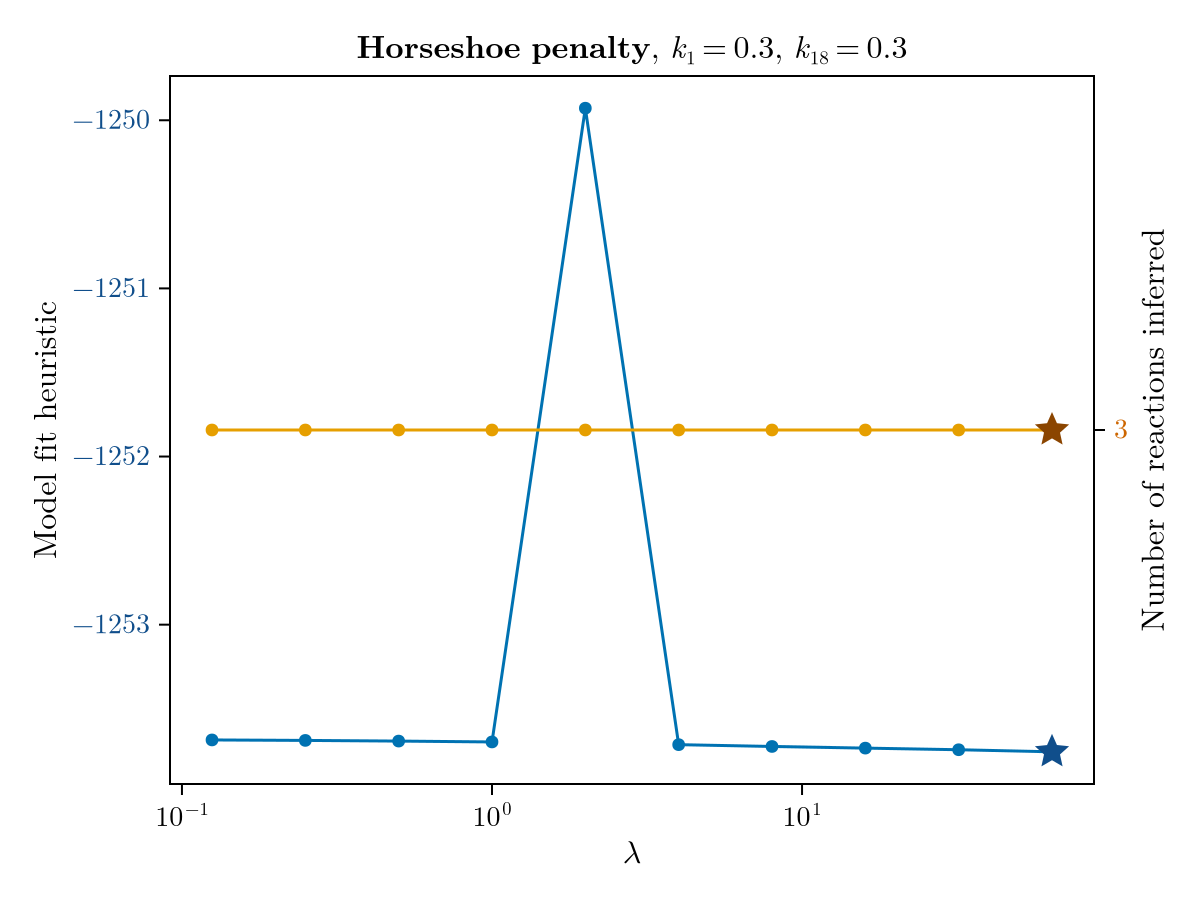 Horseshoe penalty, k₁ = 0.3, k₁₈ = 0.3
Model fit heuristic
−1250
−1251
−1252
−1253
3
Number of reactions inferred
10⁻¹
10⁰
10¹
λ